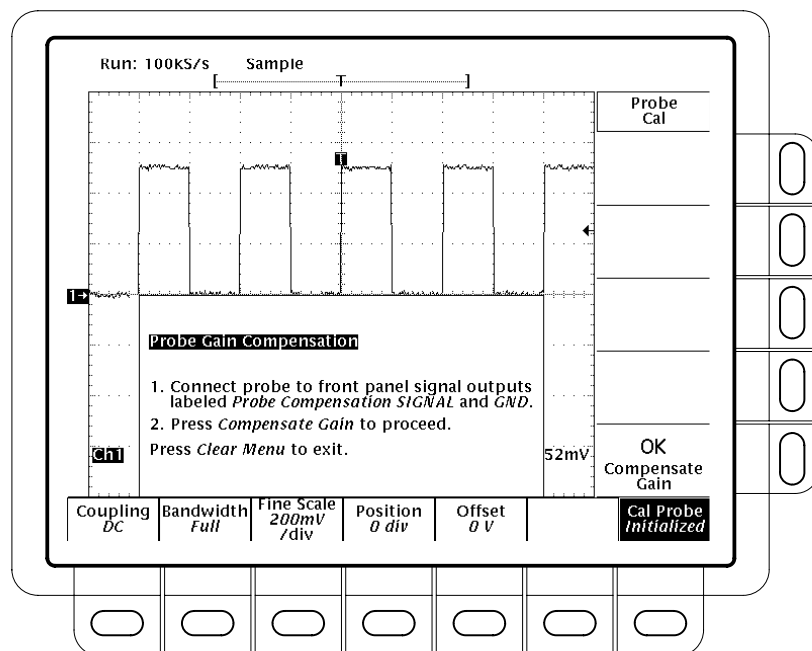 Run: 100KS/s Sample
[ T ]
Probe
Cal
T
1→
Probe Gain Compensation
1. Connect probe to front panel signal outputs
labeled Probe Compensation SIGNAL and GND.
2. Press Compensate Gain to proceed.
Press Clear Menu to exit.
Ch1
52mV
OK
Compensate
Gain
Coupling
DC
Bandwidth
Full
Fine Scale
200mV
/div
Position
0 div
Offset
0 V
Cal Probe
Initialized